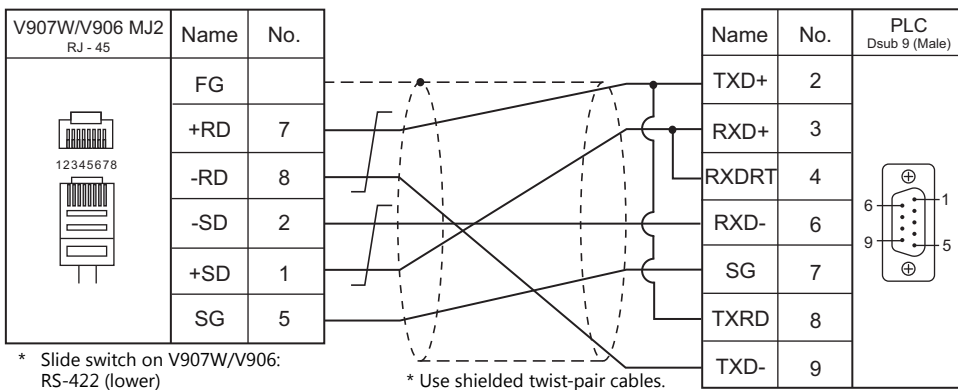 V907W/V906 MJ2
RJ - 45
Name No.
FG
+RD 7
-RD 8
-SD 2
+SD 1
SG 5
12345678
* Slide switch on V907W/V906:
RS-422 (lower)
* Use shielded twist-pair cables.
Name No.
PLC
Dsub 9 (Male)
TXD+ 2
RXD+ 3
RXDRT 4
RXD- 6
SG 7
TXRD 8
TXD- 9
6 1
9 5